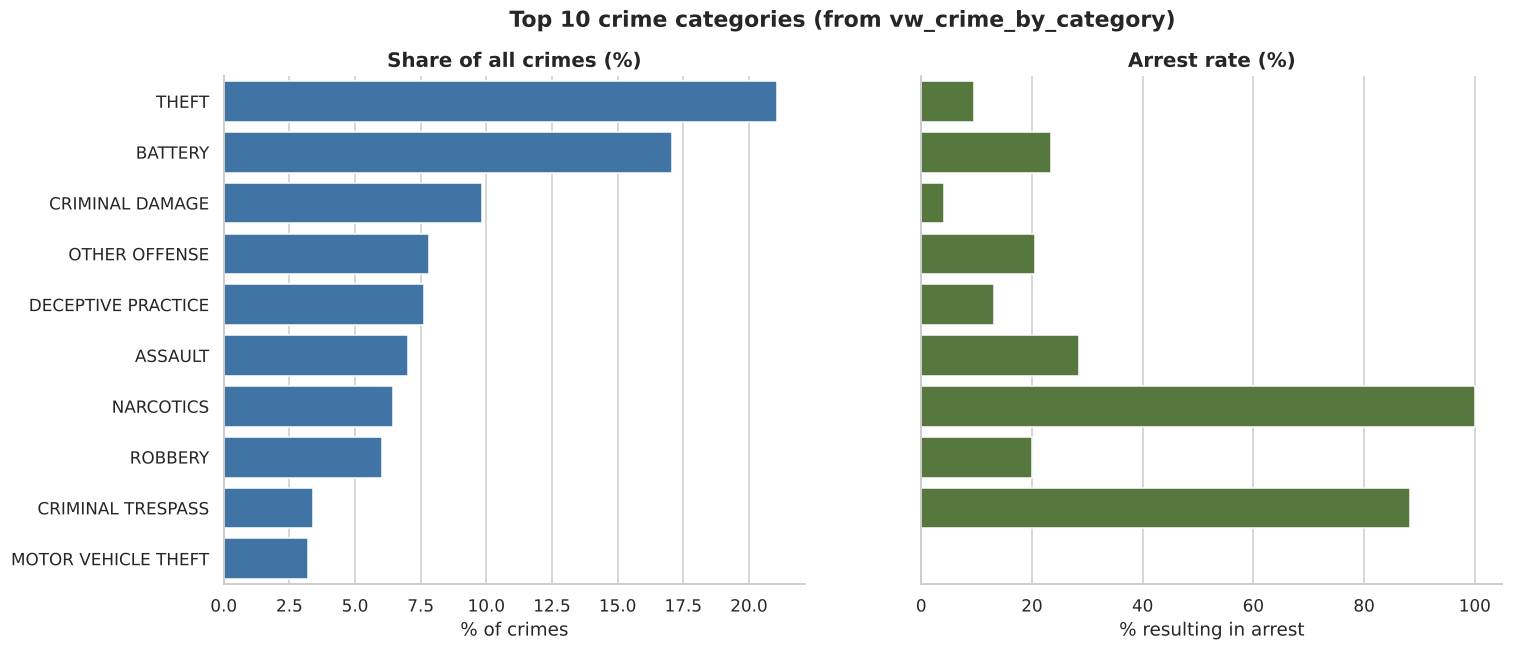 Top 10 crime categories (from vw_crime_by_category)
Share of all crimes (%)
THEFT
BATTERY
CRIMINAL DAMAGE
OTHER OFFENSE
DECEPTIVE PRACTICE
ASSAULT
NARCOTICS
ROBBERY
CRIMINAL TRESPASS
MOTOR VEHICLE THEFT
0.0 2.5 5.0 7.5 10.0 12.5 15.0 17.5 20.0
% of crimes
Arrest rate (%)
0 20 40 60 80 100
% resulting in arrest